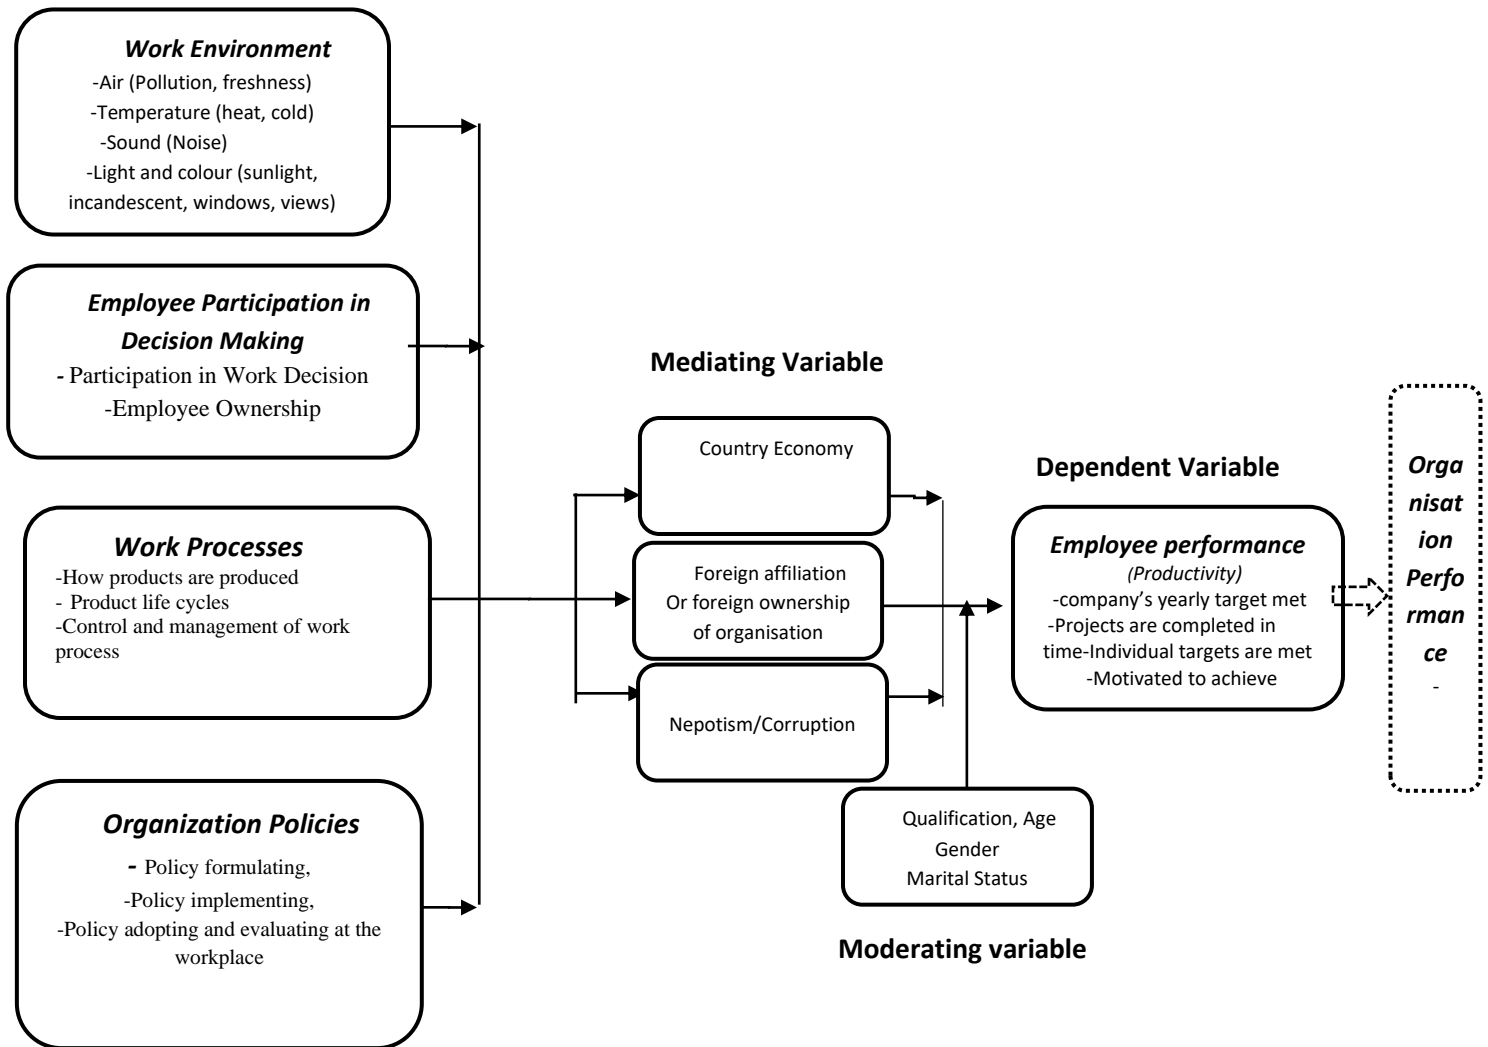 Work Environment
-Air (Pollution, freshness)
-Temperature (heat, cold)
-Sound (Noise)
-Light and colour (sunlight,
incandescent, windows, views)
Employee Participation in
Decision Making
- Participation in Work Decision
-Employee Ownership
Work Processes
-How products are produced
- Product life cycles
-Control and management of work
process
Organization Policies
- Policy formulating,
-Policy implementing,
-Policy adopting and evaluating at the
workplace
Mediating Variable
Country Economy
Foreign affiliation
Or foreign ownership
of organisation
Nepotism/Corruption
Qualification, Age
Gender
Marital Status
Moderating variable
Dependent Variable
Employee performance
(Productivity)
-company’s yearly target met
-Projects are completed in
time-Individual targets are met
-Motivated to achieve
Orga
nisat
ion
Perfo
rman
ce
-